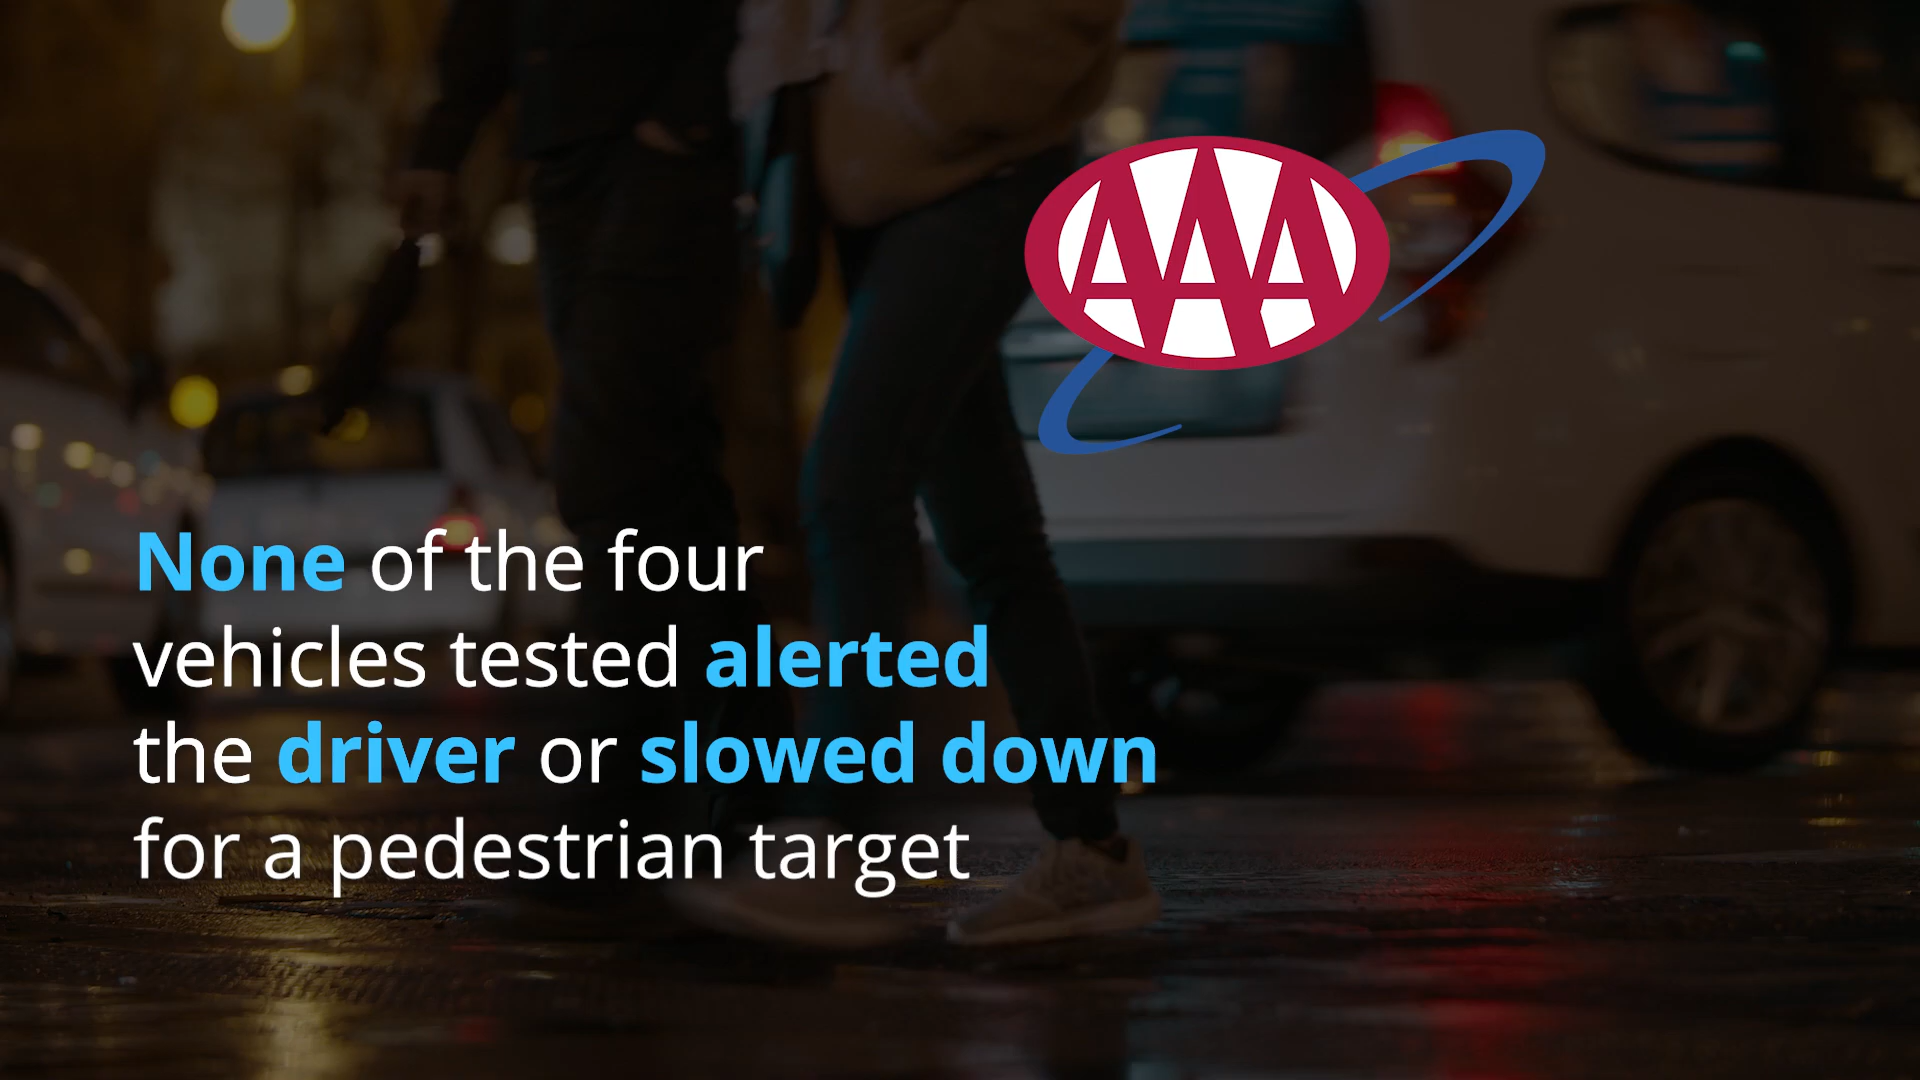 AAA
None of the four
vehicles tested alerted
the driver or slowed down
for a pedestrian target